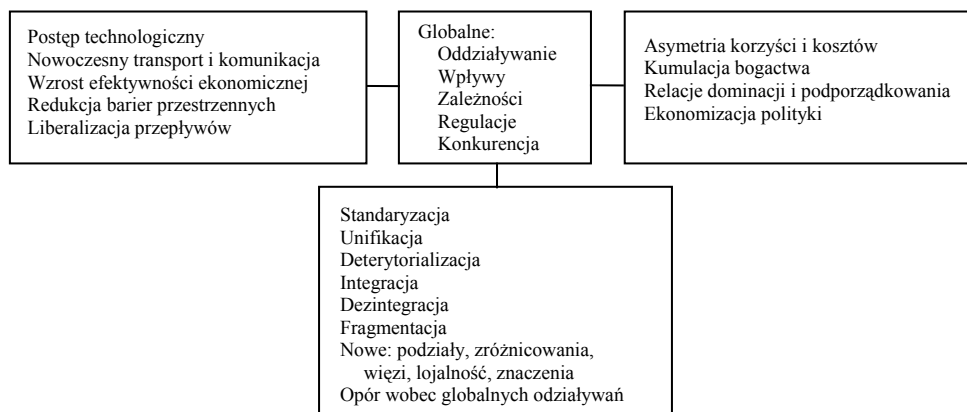 Postęp technologiczny
Nowoczesny transport i komunikacja
Wzrost efektywności ekonomicznej
Redukcja barier przestrzennych
Liberalizacja przepływów
Globalne:
Oddziaływanie
Wpływy
Zależności
Regulacje
Konkurencja
Asymetria korzyści i kosztów
Kumulacja bogactwa
Relacje dominacji i podporządkowania
Ekonomizacja polityki
Standaryzacja
Unifikacja
Deterytorializacja
Integracja
Dezintegracja
Fragmentacja
Nowe: podziały, zróżnicowania,
więzi, lojalność, znaczenia
Opór wobec globalnych odziaływań